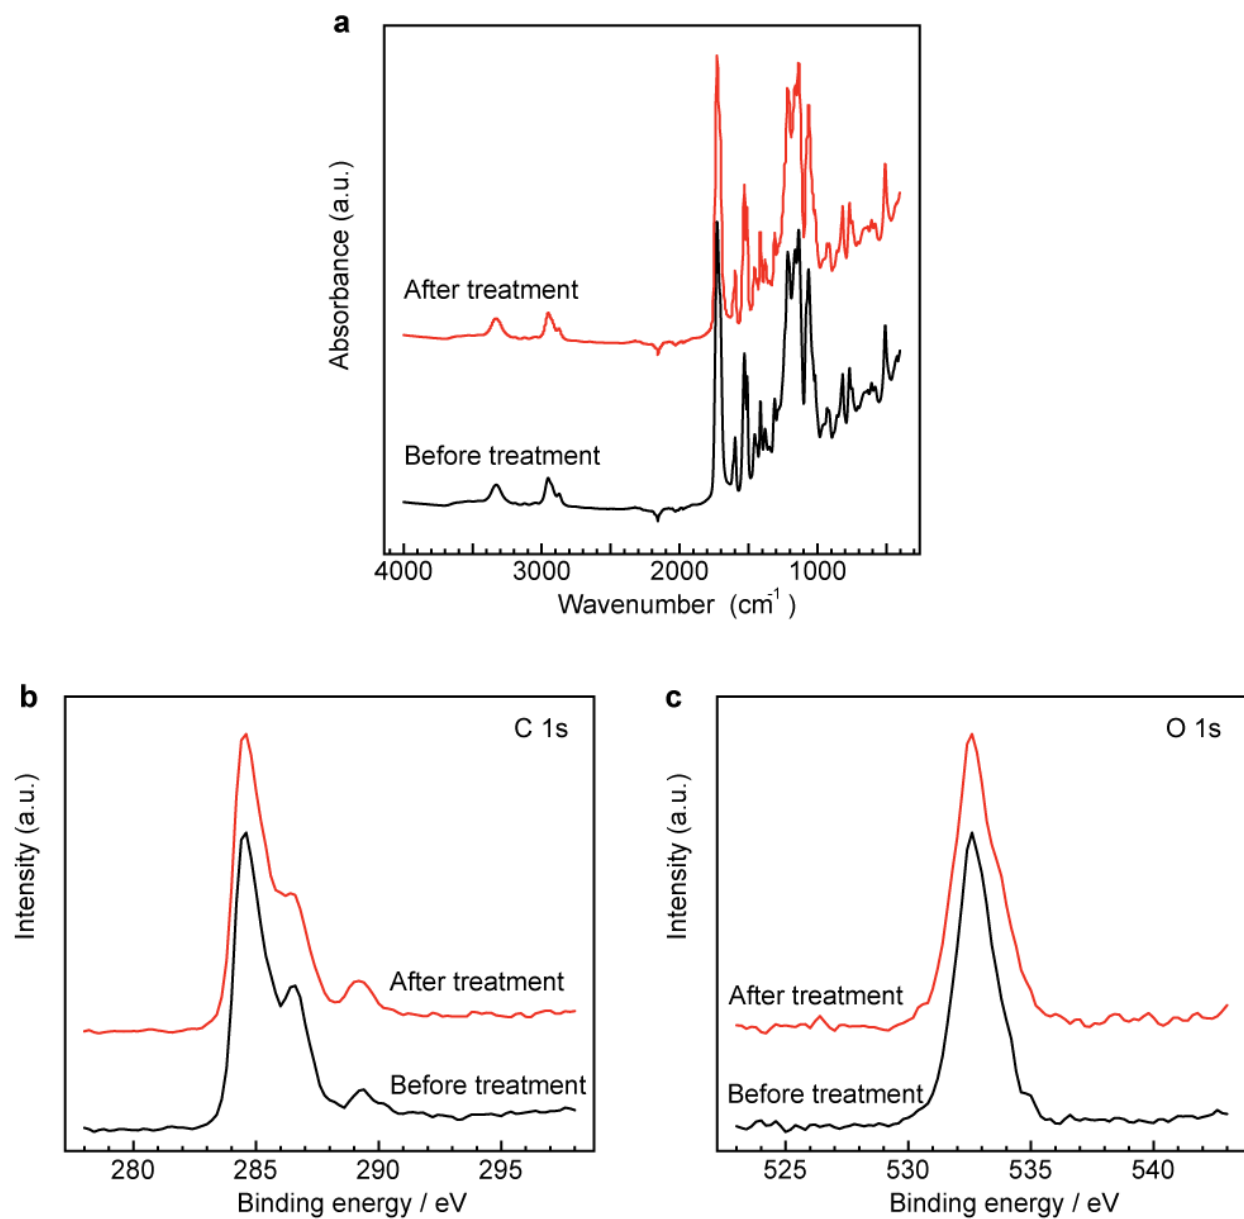 a
Absorbance (a.u.)
After treatment
Before treatment
4000 3000 2000 1000
Wavenumber (cm-1)
b
C 1s
Intensity (a.u.)
After treatment
Before treatment
280 285 290 295
Binding energy / eV
c
O 1s
Intensity (a.u.)
After treatment
Before treatment
525 530 535 540
Binding energy / eV